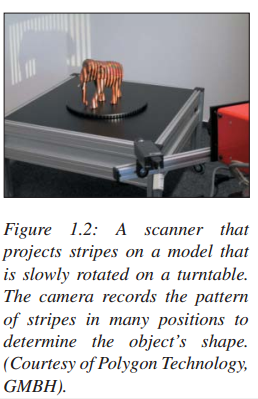 Figure 1.2: A scanner that
projects stripes on a model that
is slowly rotated on a turntable.
The camera records the pattern
of stripes in many positions to
determine the object's shape.
(Courtesy of Polygon Technology,
GMBH).